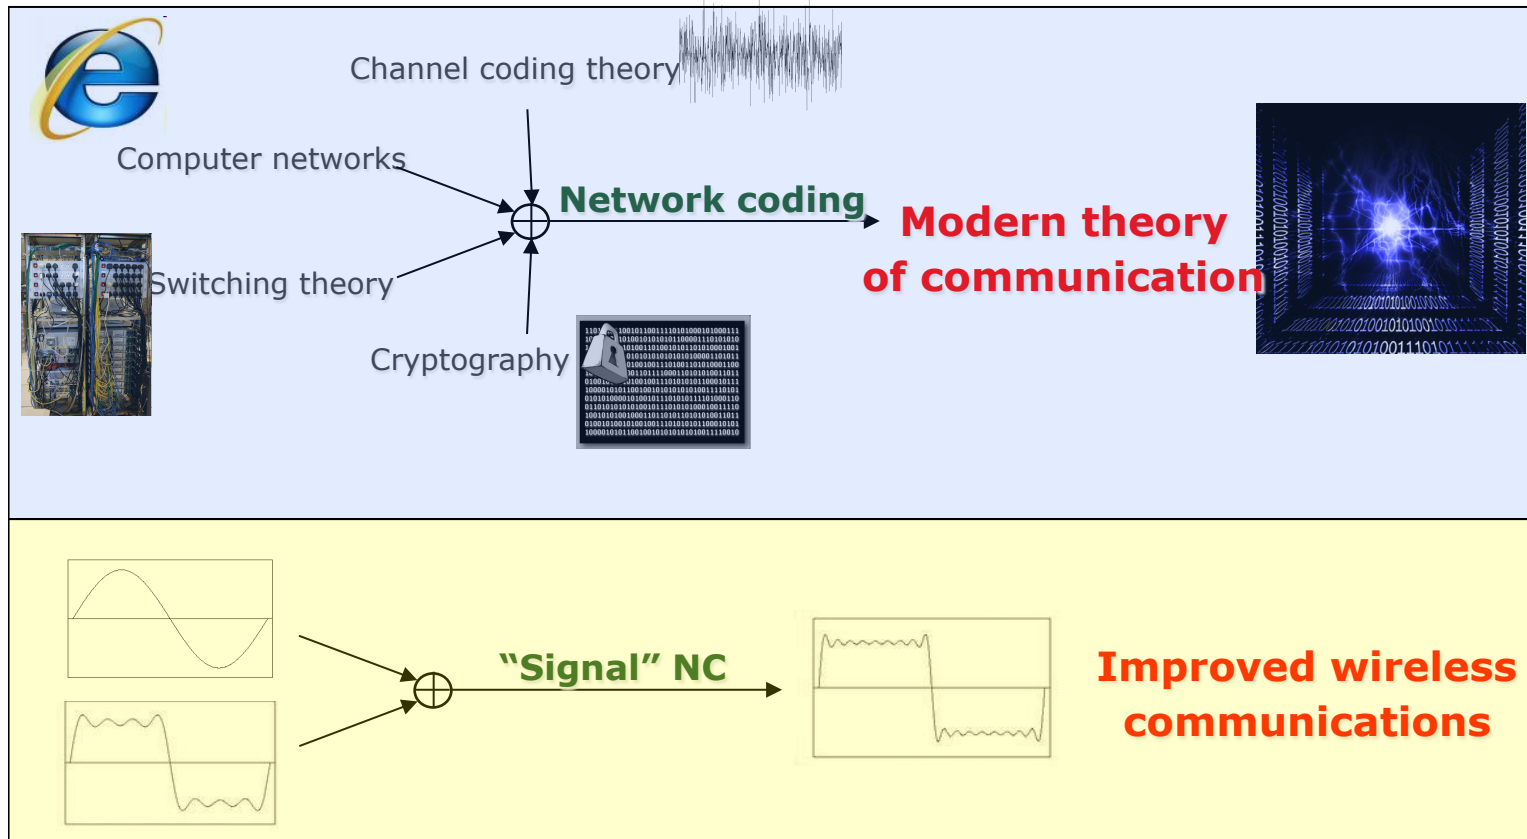 Channel coding theory
Computer networks
Network coding
Modern theory
of communication
Switching theory
Cryptography
“Signal” NC
Improved wireless
communications